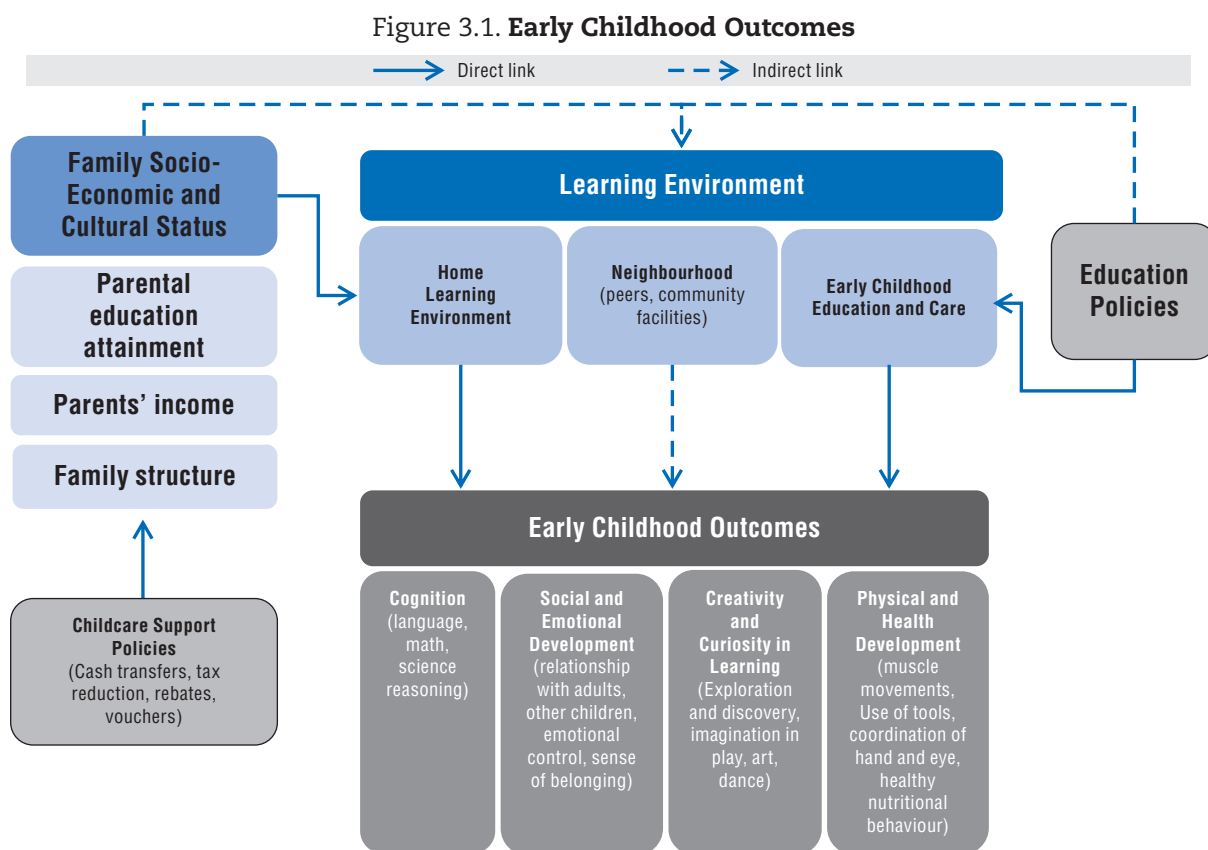 Figure 3.1. Early Childhood Outcomes
Direct link
Indirect link
Family Socio-
Economic and
Cultural Status
Parental
education
attainment
Parents' income
Family structure
Childcare Support
Policies
(Cash transfers, tax
reduction, rebates,
vouchers)
Learning Environment
Home
Learning
Environment
Neighbourhood
(peers, community
facilities)
Early Childhood
Education and Care
Education
Policies
Early Childhood Outcomes
Cognition
(language,
math,
science
reasoning)
Social and
Emotional
Development
(relationship
with adults,
other children,
emotional
control, sense
of belonging)
Creativity
and
Curiosity in
Learning
(Exploration
and discovery,
imagination in
play, art,
dance)
Physical and
Health
Development
(muscle
movements,
Use of tools,
coordination of
hand and eye,
healthy
nutritional
behaviour)